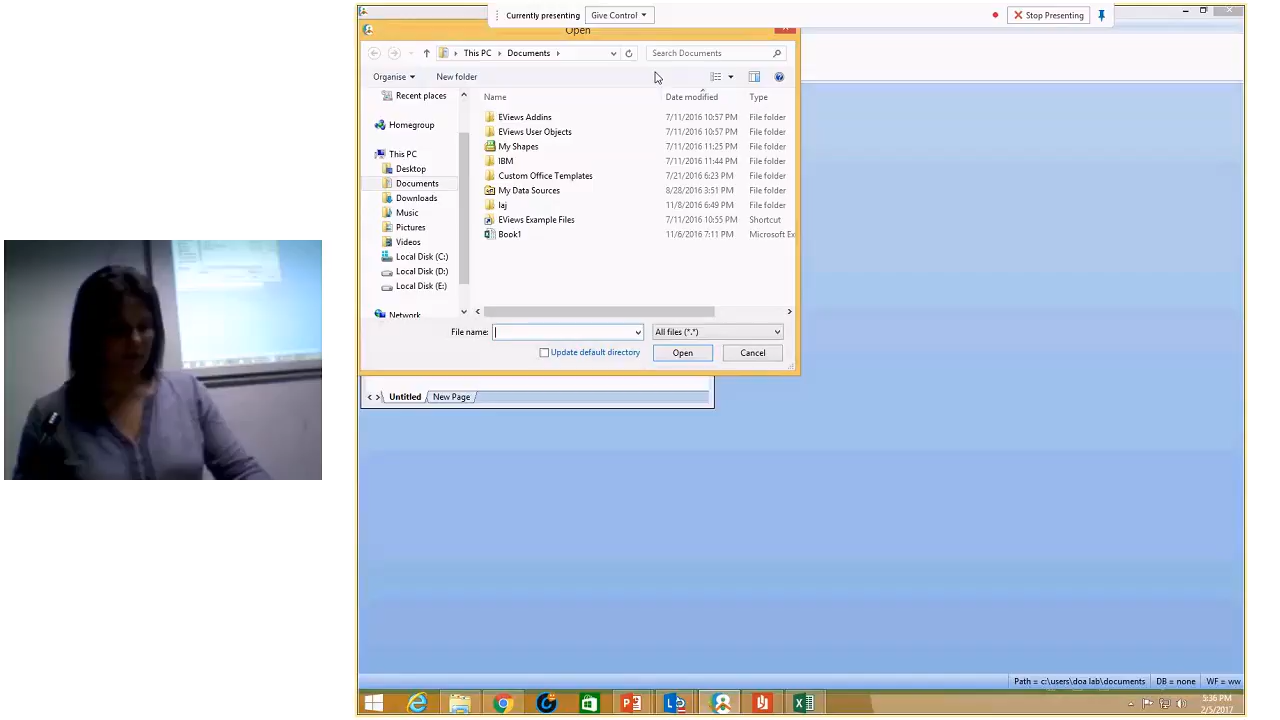 Currently presenting Give Control Stop Presenting
Open
This PC Documents Search Documents
Organise New folder
Recent places
Homegroup
This PC
Desktop
Documents
Downloads
Music
Pictures
Videos
Local Disk (C:)
Local Disk (D:)
Local Disk (E:)
Network
Name Date modified Type
EViews Addins 7/11/2016 10:57 PM File folder
EViews User Objects 7/11/2016 10:57 PM File folder
My Shapes 7/11/2016 11:25 PM File folder
IBM 7/11/2016 11:44 PM File folder
Custom Office Templates 7/21/2016 6:23 PM File folder
My Data Sources 8/28/2016 3:51 PM File folder
laj 11/8/2016 6:49 PM File folder
EViews Example Files 7/11/2016 10:55 PM Shortcut
Book1 11/6/2016 7:11 PM Microsoft Ex
File name: All files (*.*)
Update default directory Open Cancel
Untitled New Page
Path = c:\users\doa lab\documents DB = none WF = ww
5:36 PM
2/5/2017